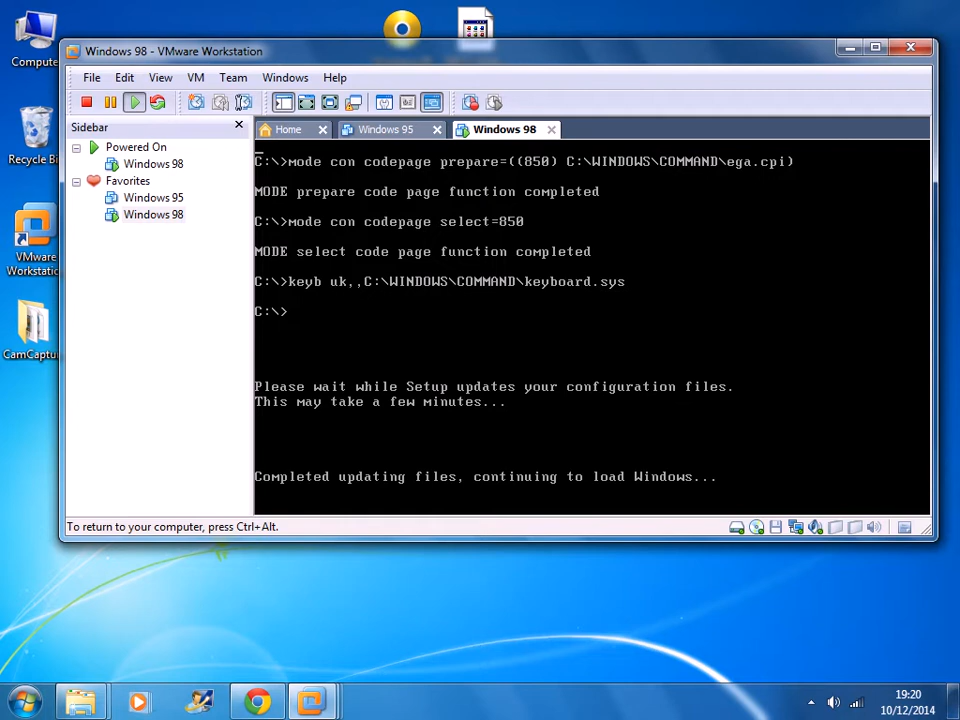 Windows 98 - VMware Workstation
File Edit View VM Team Windows Help
Sidebar
Powered On
Windows 98
Favorites
Windows 95
Windows 98
Home
Windows 95
Windows 98
C:\>mode con codepage prepare=((850) C:\WINDOWS\COMMAND\ega.cpi)
MODE prepare code page function completed
C:\>mode con codepage select=850
MODE select code page function completed
C:\>keyb uk,,C:\WINDOWS\COMMAND\keyboard.sys
C:\>
Please wait while Setup updates your configuration files.
This may take a few minutes...
Completed updating files, continuing to load Windows...
To return to your computer, press Ctrl+Alt.
Compute
Recycle Bi
VMware
Workstatio
CamCaptu
19:20
10/12/2014